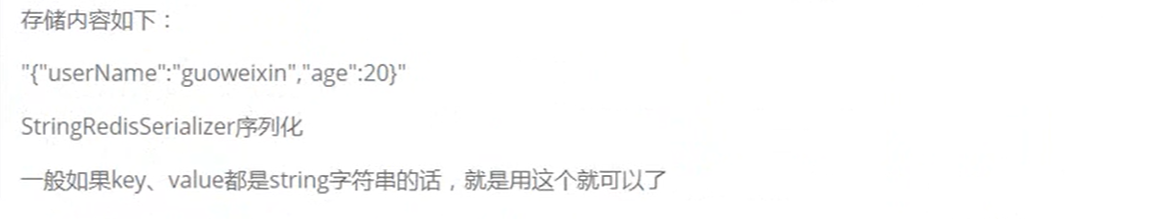 存储内容如下：
"{"userName":"guoweixin","age":20}"
StringRedisSerializer序列化
一般如果key、value都是string字符串的话，就是用这个就可以了